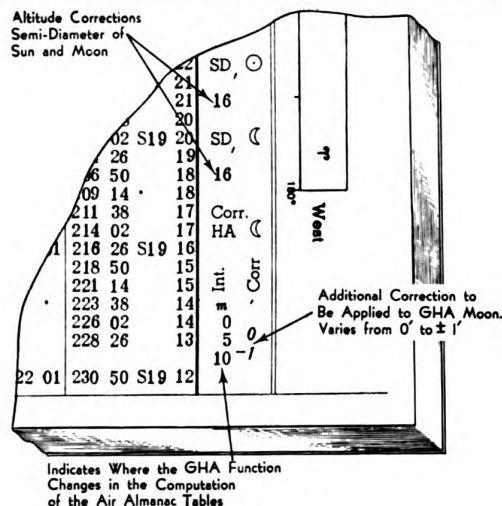 Altitude Corrections
Semi-Diameter of
Sun and Moon
22 SD, ☉
21
21 16
20
02 S19 20 SD, ☾
26 19
6 50 18 16
09 14 · 18
211 38 17 Corr.
214 02 17 HA ☾
01 216 26 S19 16
218 50 15
221 14 15
223 38 14
226 02 14
228 26 13
22 01 230 50 S19 12
Int. Corr
m '
0
5 0
10 -1
♈
180°
West
Additional Correction to
Be Applied to GHA Moon.
Varies from 0' to ± 1'
Indicates Where the GHA Function
Changes in the Computation
of the Air Almanac Tables